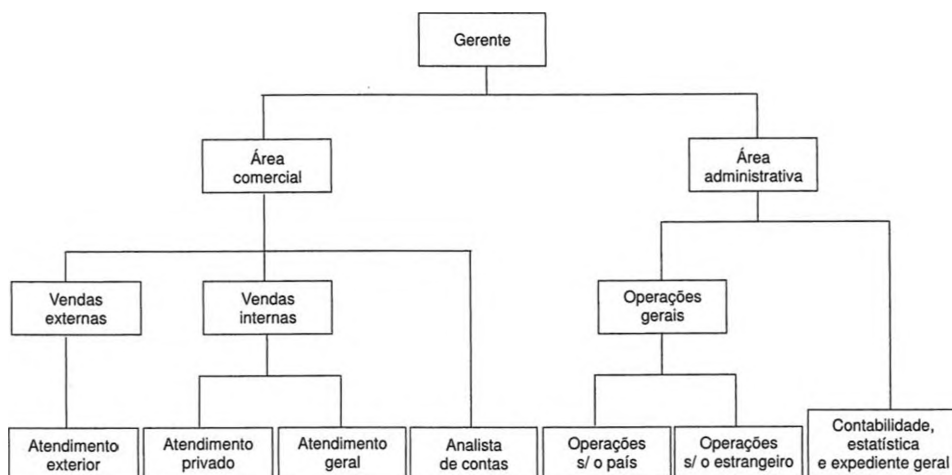 Gerente
Área
comercial
Área
administrativa
Vendas
externas
Vendas
internas
Operações
gerais
Atendimento
exterior
Atendimento
privado
Atendimento
geral
Analista
de contas
Operações
s/ o país
Operações
s/ o estrangeiro
Contabilidade,
estatística
e expediente geral